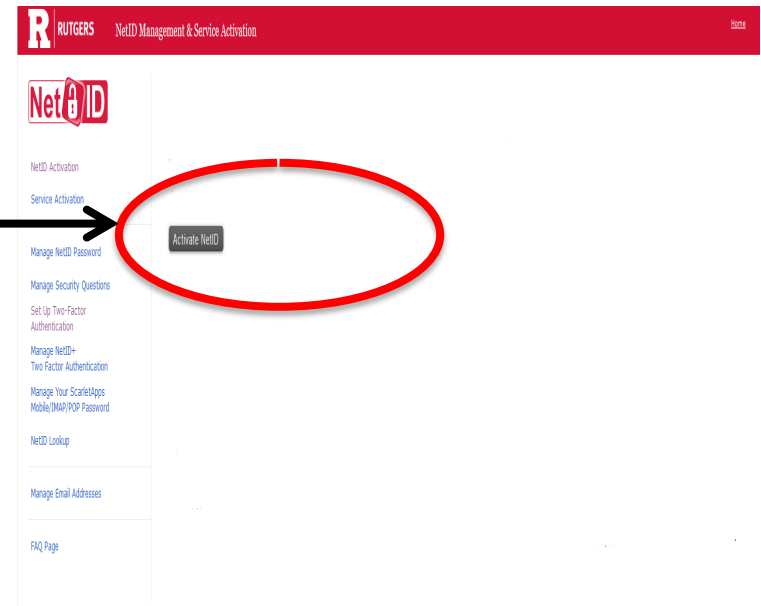 R RUTGERS NetID Management & Service Activation Home
NetID
NetID Activation
Service Activation
Activate NetID
Manage NetID Password
Manage Security Questions
Set Up Two-Factor
Authentication
Manage NetID+
Two Factor Authentication
Manage Your ScarletApps
Mobile/IMAP/POP Password
NetID Lookup
Manage Email Addresses
FAQ Page